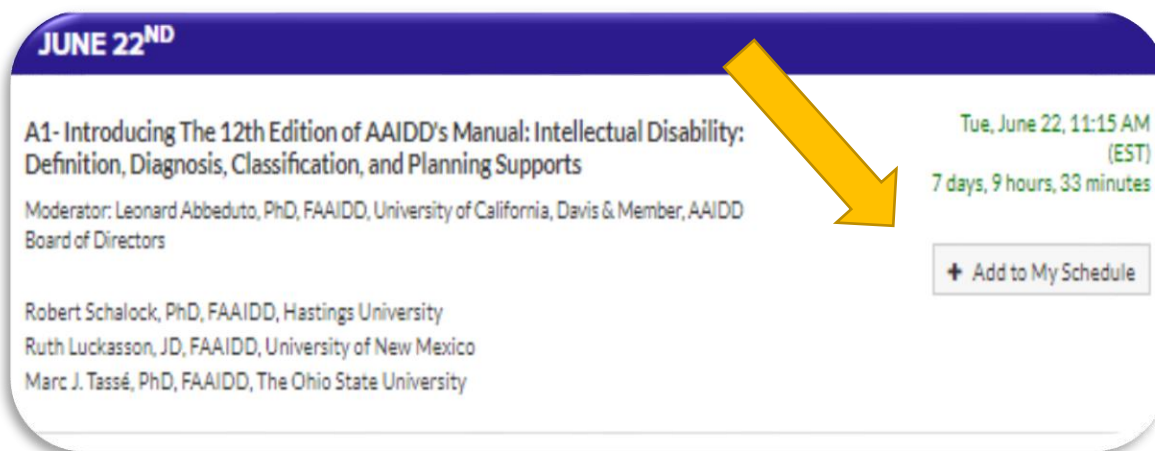 JUNE 22ND
A1- Introducing The 12th Edition of AAIDD's Manual: Intellectual Disability:
Definition, Diagnosis, Classification, and Planning Supports
Moderator: Leonard Abbeduto, PhD, FAAIDD, University of California, Davis & Member, AAIDD
Board of Directors
Robert Schalock, PhD, FAAIDD, Hastings University
Ruth Luckasson, JD, FAAIDD, University of New Mexico
Marc J. Tassé, PhD, FAAIDD, The Ohio State University
Tue, June 22, 11:15 AM
(EST)
7 days, 9 hours, 33 minutes
+ Add to My Schedule